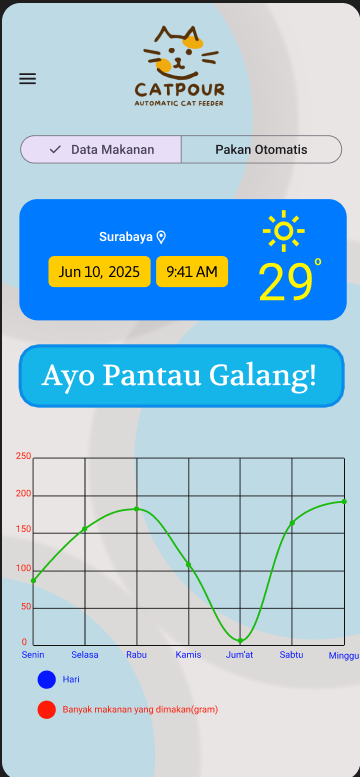 CATPOUR
AUTOMATIC CAT FEEDER
Data Makanan
Pakan Otomatis
Surabaya
Jun 10, 2025
9:41 AM
29°
Ayo Pantau Galang!
250
200
150
100
50
0
Senin
Selasa
Rabu
Kamis
Jum'at
Sabtu
Minggu
Hari
Banyak makanan yang dimakan(gram)